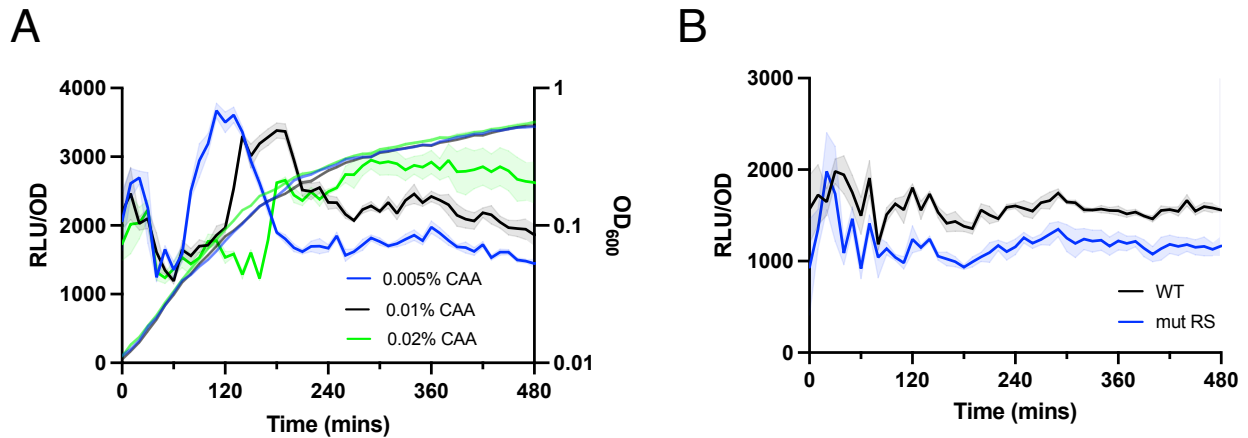 A
RLU/OD
4000
3000
2000
1000
0
1
0.1
0.01
OD600
0.005% CAA
0.01% CAA
0.02% CAA
0 120 240 360 480
Time (mins)
B
RLU/OD
3000
2000
1000
0
WT
mut RS
0 120 240 360 480
Time (mins)